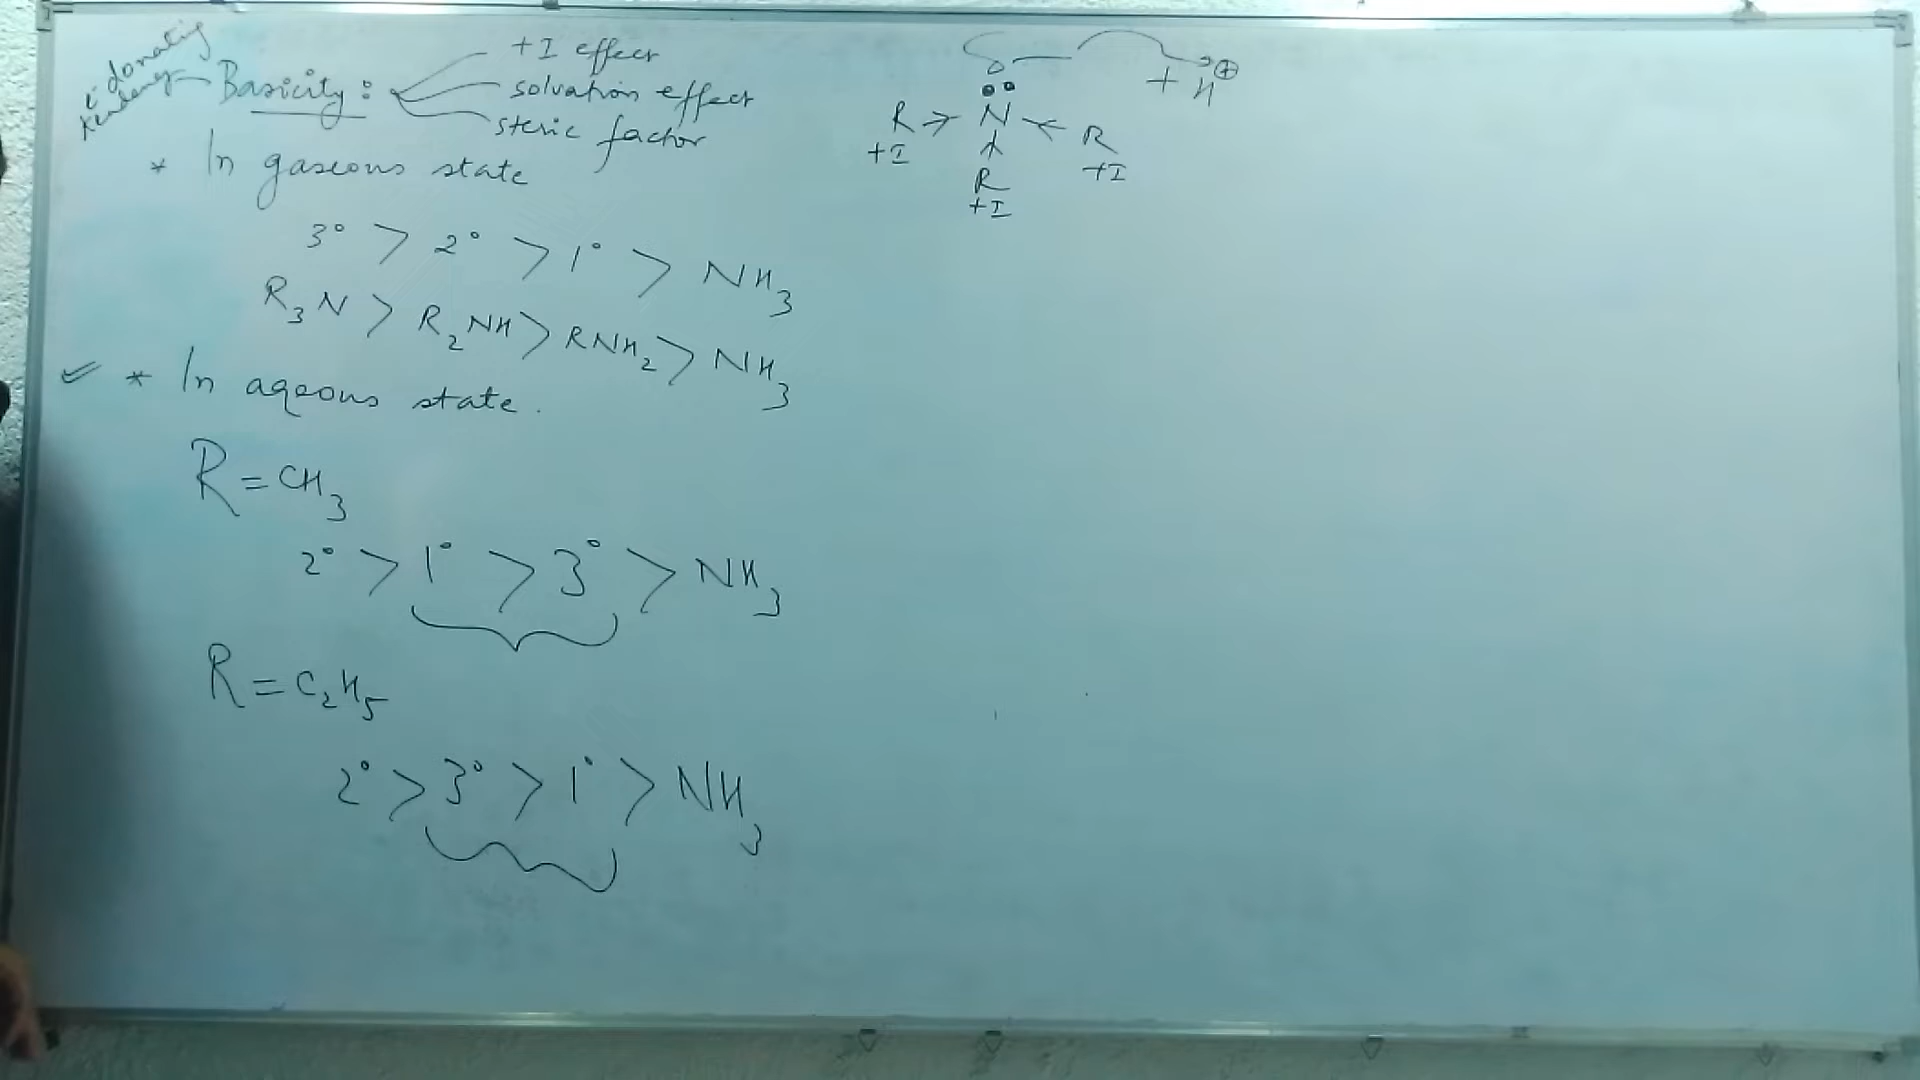 e⁻ donating
tendency
Basicity:
+I effect
solvation effect
steric factor
* In gaseous state
3° > 2° > 1° > NH₃
R₃N > R₂NH > RNH₂ > NH₃
* In aqeous state.
R = CH₃
2° > 1° > 3° > NH₃
R = C₂H₅
2° > 3° > 1° > NH₃
+ H⊕
R → N ← R
+I +I
R
+I